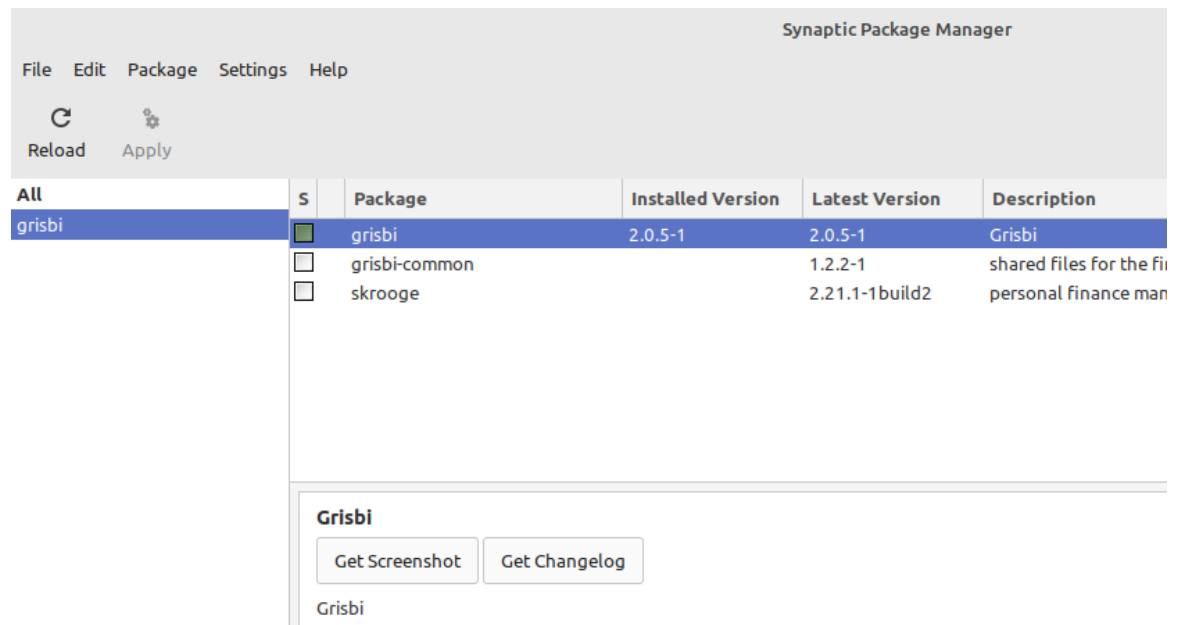 Synaptic Package Manager
File Edit Package Settings Help
Reload Apply
All
grisbi
S Package Installed Version Latest Version Description
grisbi 2.0.5-1 2.0.5-1 Grisbi
grisbi-common 1.2.2-1 shared files for the
skrooge 2.21.1-1build2 personal finance
Grisbi
Get Screenshot Get Changelog
Grisbi